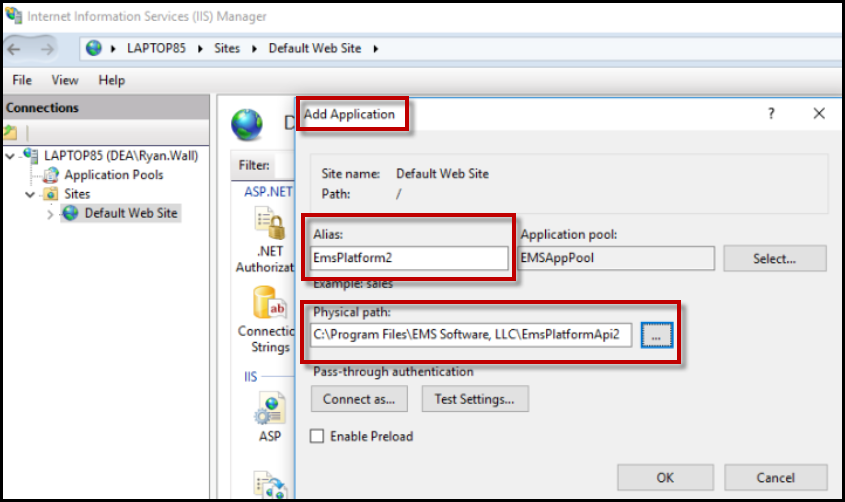 Internet Information Services (IIS) Manager
LAPTOP85 Sites Default Web Site
File View Help
Connections
LAPTOP85 (DEA\Ryan.Wall)
Application Pools
Sites
Default Web Site
D
Filter:
ASP.NET
.NET
Authorizat
ab
Connectic
Strings
IIS
ASP
Add Application
?
Site name: Default Web Site
Path: /
Alias:
Application pool:
EmsPlatform2
EMSAppPool
Select...
Example: sales
Physical path:
C:\Program Files\EMS Software, LLC\EmsPlatformApi2
...
Pass-through authentication
Connect as...
Test Settings...
Enable Preload
OK
Cancel